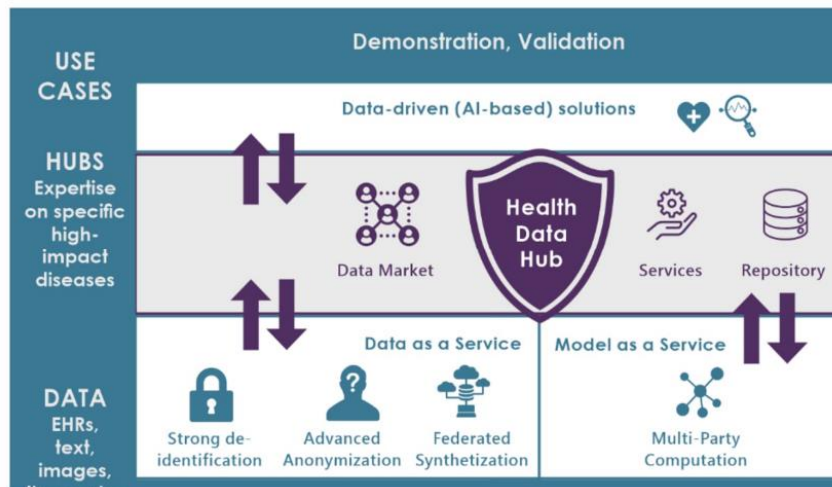 USE
CASES
Demonstration, Validation
Data-driven (AI-based) solutions
HUBS
Expertise
on specific
high-
impact
diseases
Data Market
Health
Data
Hub
Services
Repository
Data as a Service
Model as a Service
DATA
EHRs,
text,
images,
?
Strong de-
identification
Advanced
Anonymization
Federated
Synthetization
Multi-Party
Computation